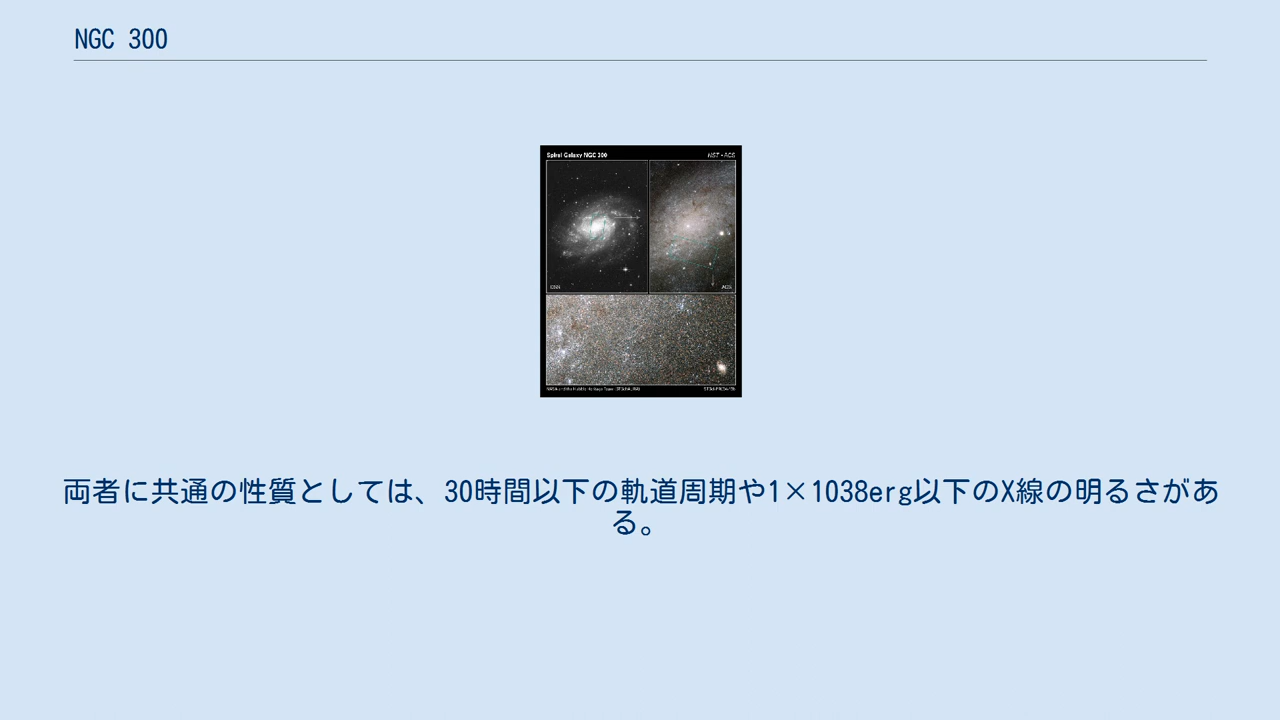 NGC 300
Spiral Galaxy NGC 300
HST • ACS
ACS
両者に共通の性質としては、30時間以下の軌道周期や1×1038erg以下のX線の明るさがあ
る。